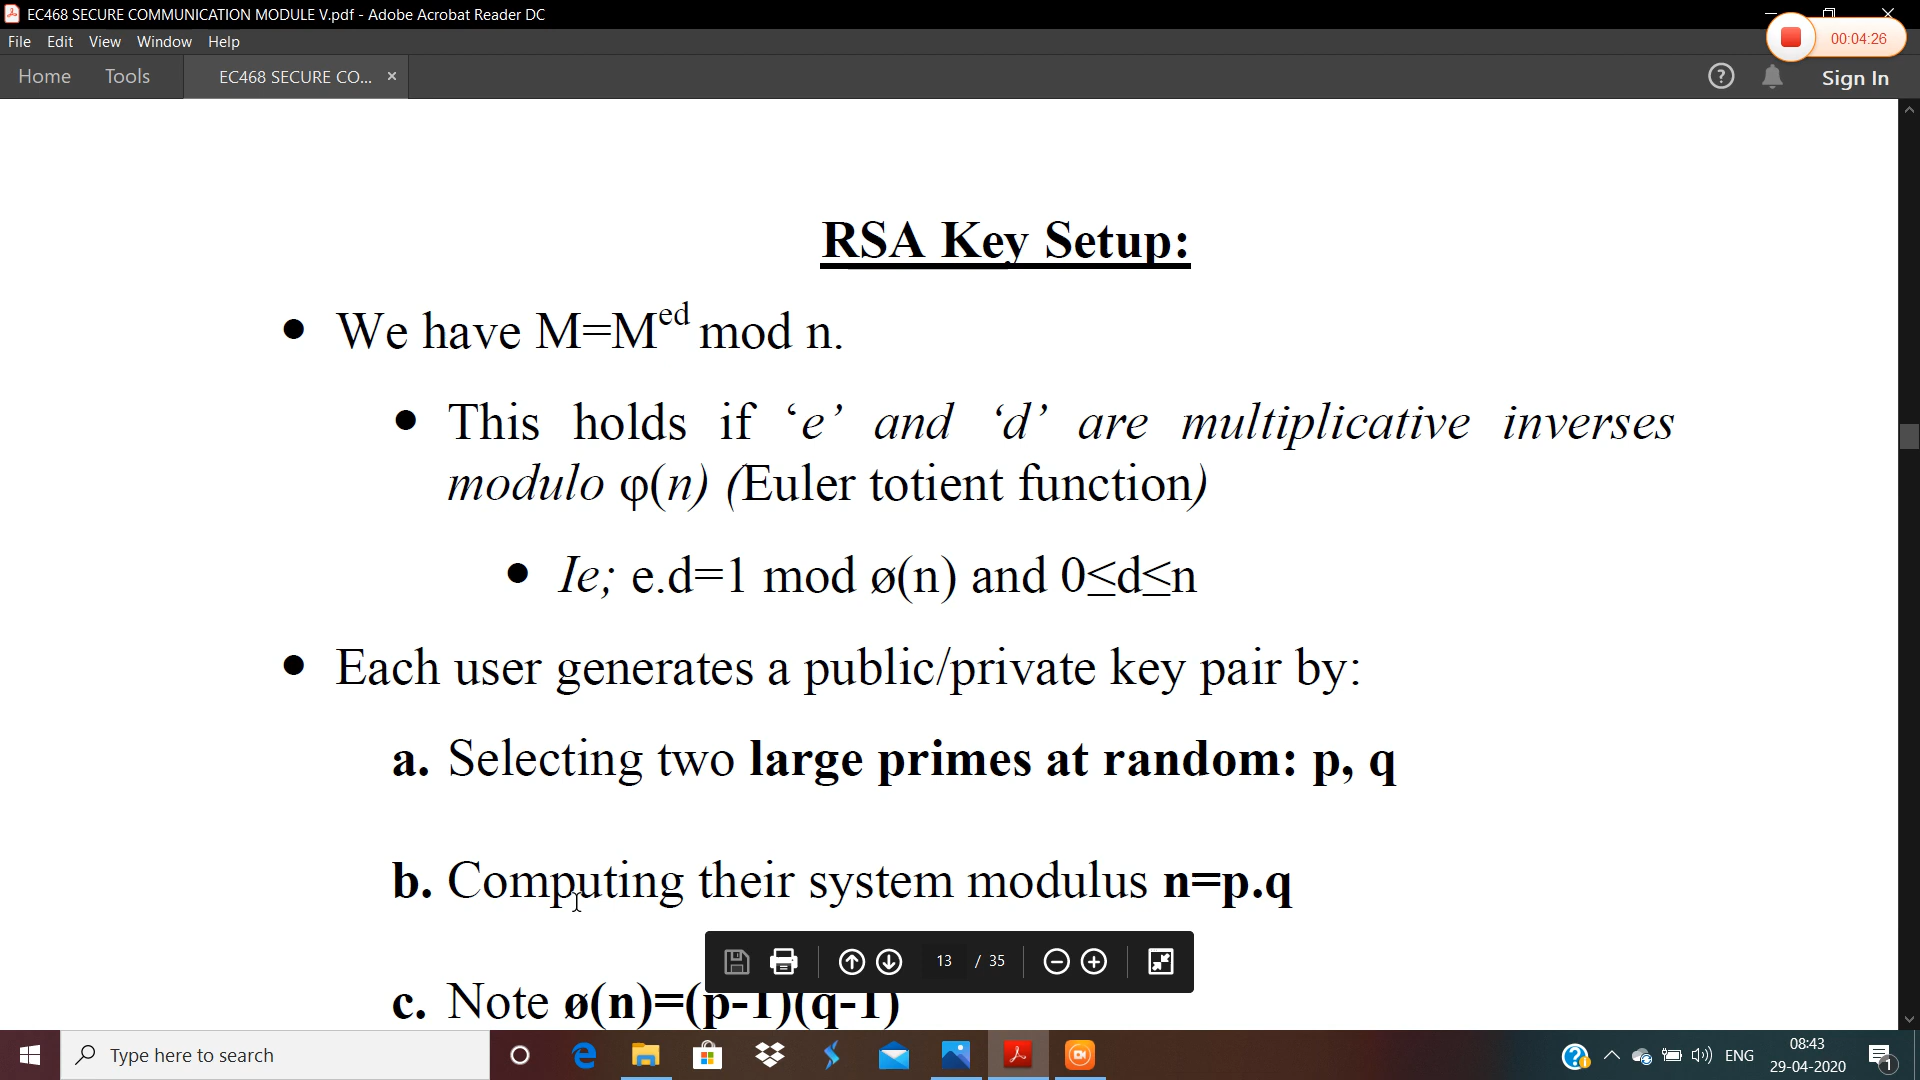 EC468 SECURE COMMUNICATION MODULE V.pdf - Adobe Acrobat Reader DC
File Edit View Window Help
00:04:26
Home Tools EC468 SECURE CO... × Sign In
RSA Key Setup:
• We have M=M^ed mod n.
• This holds if ‘e’ and ‘d’ are multiplicative inverses
modulo φ(n) (Euler totient function)
• Ie; e.d=1 mod ø(n) and 0≤d≤n
• Each user generates a public/private key pair by:
a. Selecting two large primes at random: p, q
b. Computing their system modulus n=p.q
13 / 35
c. Note ø(n)=(p-1)(q-1)
Type here to search
ENG
08:43
29-04-2020
1